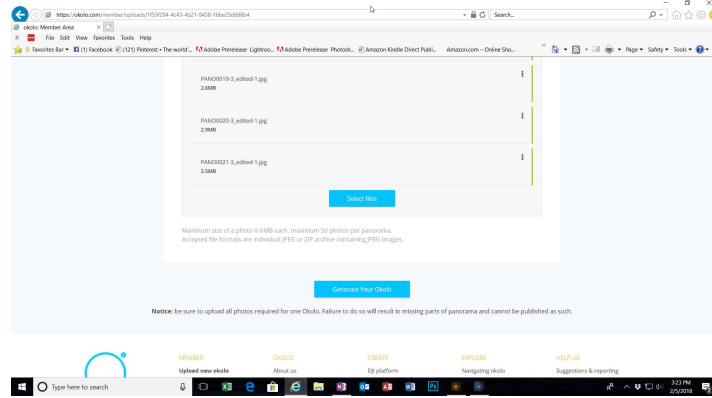 https://okolo.com/member/uploads/1f53f294-4c43-4b21-9458-16be25d698b4
Search...
okolo: Member Area
File Edit View Favorites Tools Help
Favorites Bar
(1) Facebook
(121) Pinterest • The world'...
Adobe Prerelease Lightroo...
Adobe Prerelease Photosh...
Amazon Kindle Direct Publi...
Amazon.com – Online Sho...
Page
Safety
Tools
PANO0019-3_edited-1.jpg
2.6MB
PANO0020-3_edited-1.jpg
2.9MB
PANO0021-3_edited-1.jpg
3.5MB
Select files
Maximum size of a photo is 6MB each, maximum 50 photos per panorama.
Accepted file formats are individual JPEG or ZIP archive containing JPEG images.
Generate Your Okolo
Notice: be sure to upload all photos required for one Okolo. Failure to do so will result in missing parts of panorama and cannot be published as such.
MEMBER
OKOLO
CREATE
EXPLORE
HELP US
Upload new okolo
About us
DJI platform
Navigating okolo
Suggestions & reporting
Type here to search
3:23 PM
2/5/2018